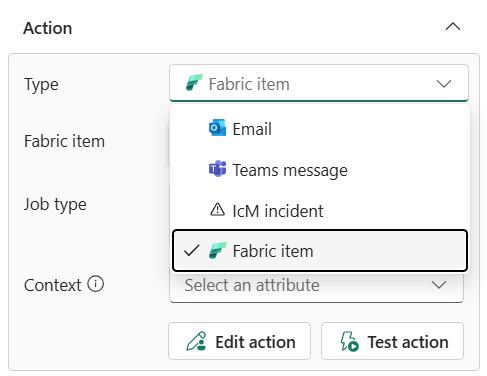 Action
Type
Fabric item
Email
Fabric item
Teams message
Job type
IcM incident
Fabric item
Context
Select an attribute
Edit action
Test action